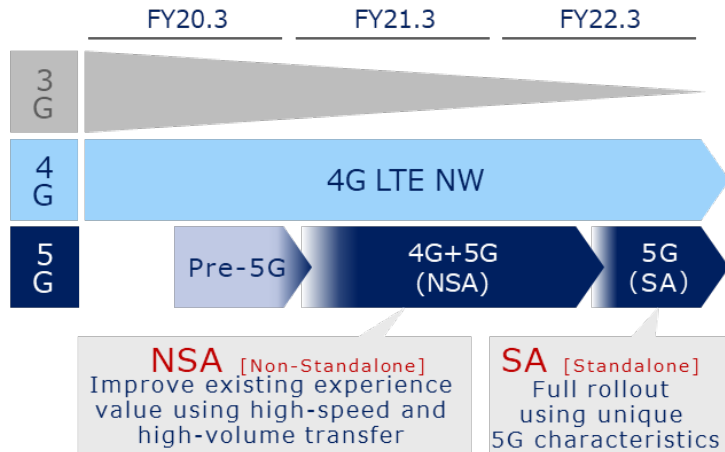 FY20.3 FY21.3 FY22.3
3
G
4
G
4G LTE NW
5
G
Pre-5G
4G+5G
(NSA)
5G
(SA)
NSA [Non-Standalone]
Improve existing experience
value using high-speed and
high-volume transfer
SA [Standalone]
Full rollout
using unique
5G characteristics